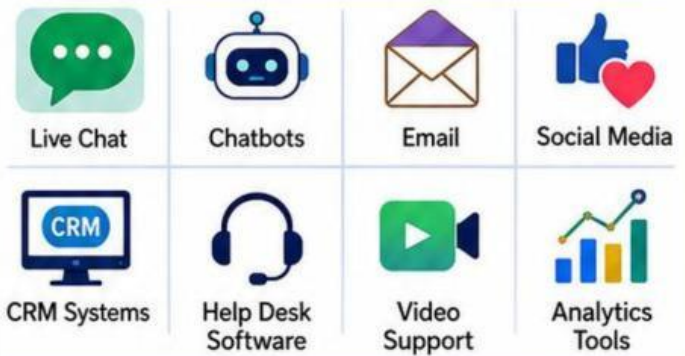 Live Chat
Chatbots
Email
Social Media
CRM
CRM Systems
Help Desk
Software
Video
Support
Analytics
Tools